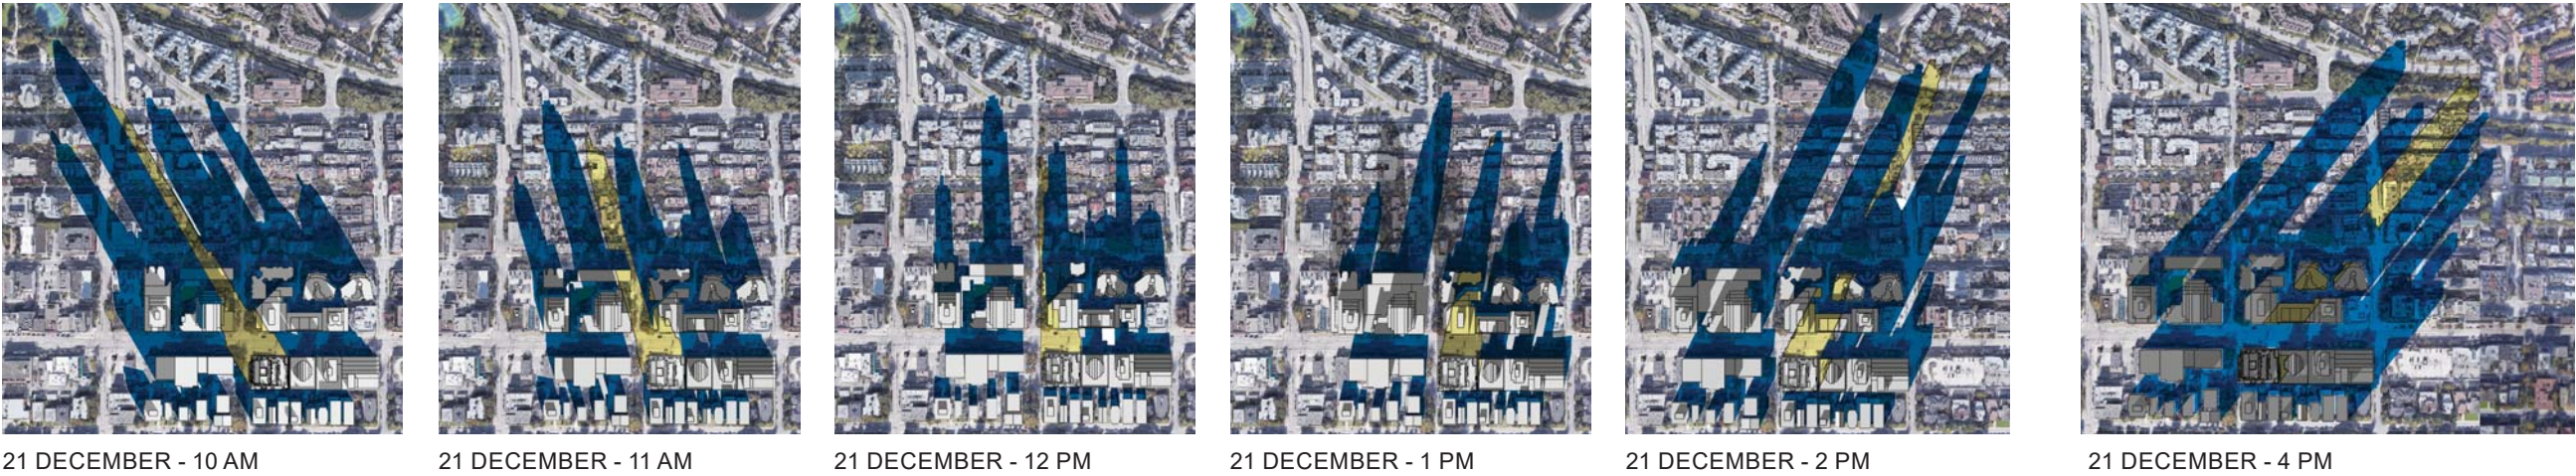 21 DECEMBER - 10 AM
21 DECEMBER - 11 AM
21 DECEMBER - 12 PM
21 DECEMBER - 1 PM
21 DECEMBER - 2 PM
21 DECEMBER - 4 PM